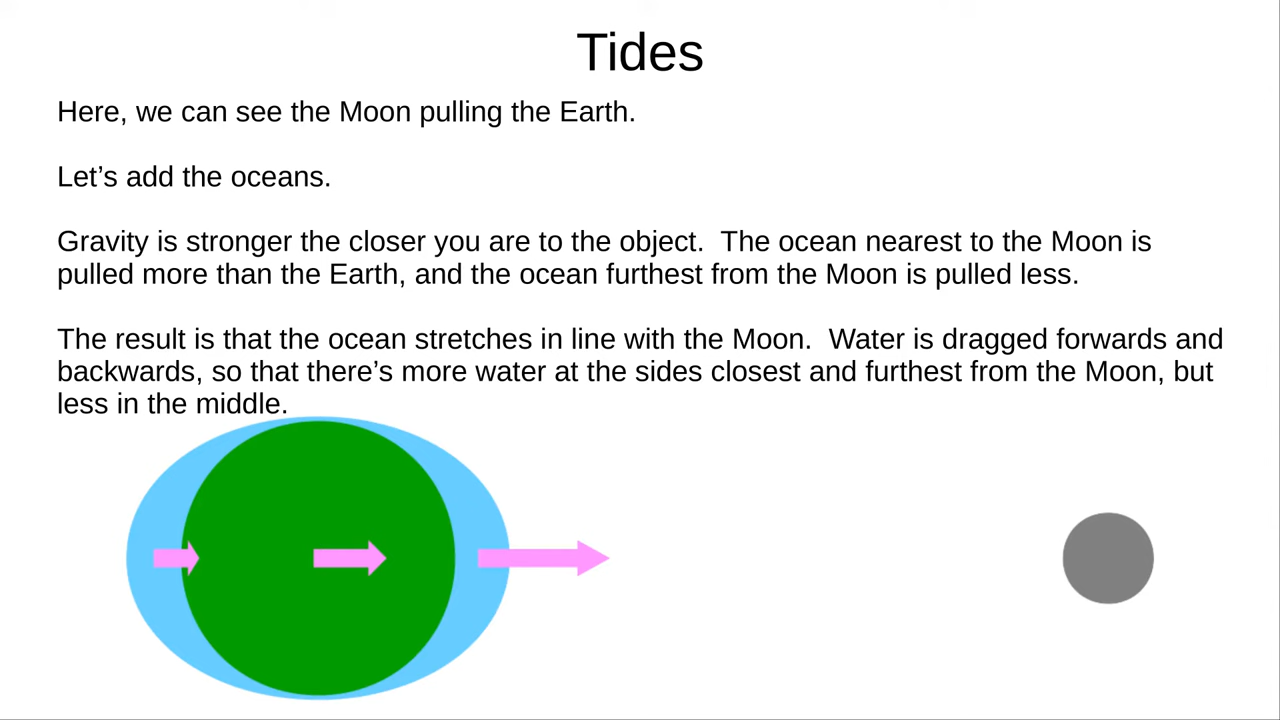 Tides
Here, we can see the Moon pulling the Earth.
Let’s add the oceans.
Gravity is stronger the closer you are to the object.  The ocean nearest to the Moon is
pulled more than the Earth, and the ocean furthest from the Moon is pulled less.
The result is that the ocean stretches in line with the Moon.  Water is dragged forwards and
backwards, so that there’s more water at the sides closest and furthest from the Moon, but
less in the middle.